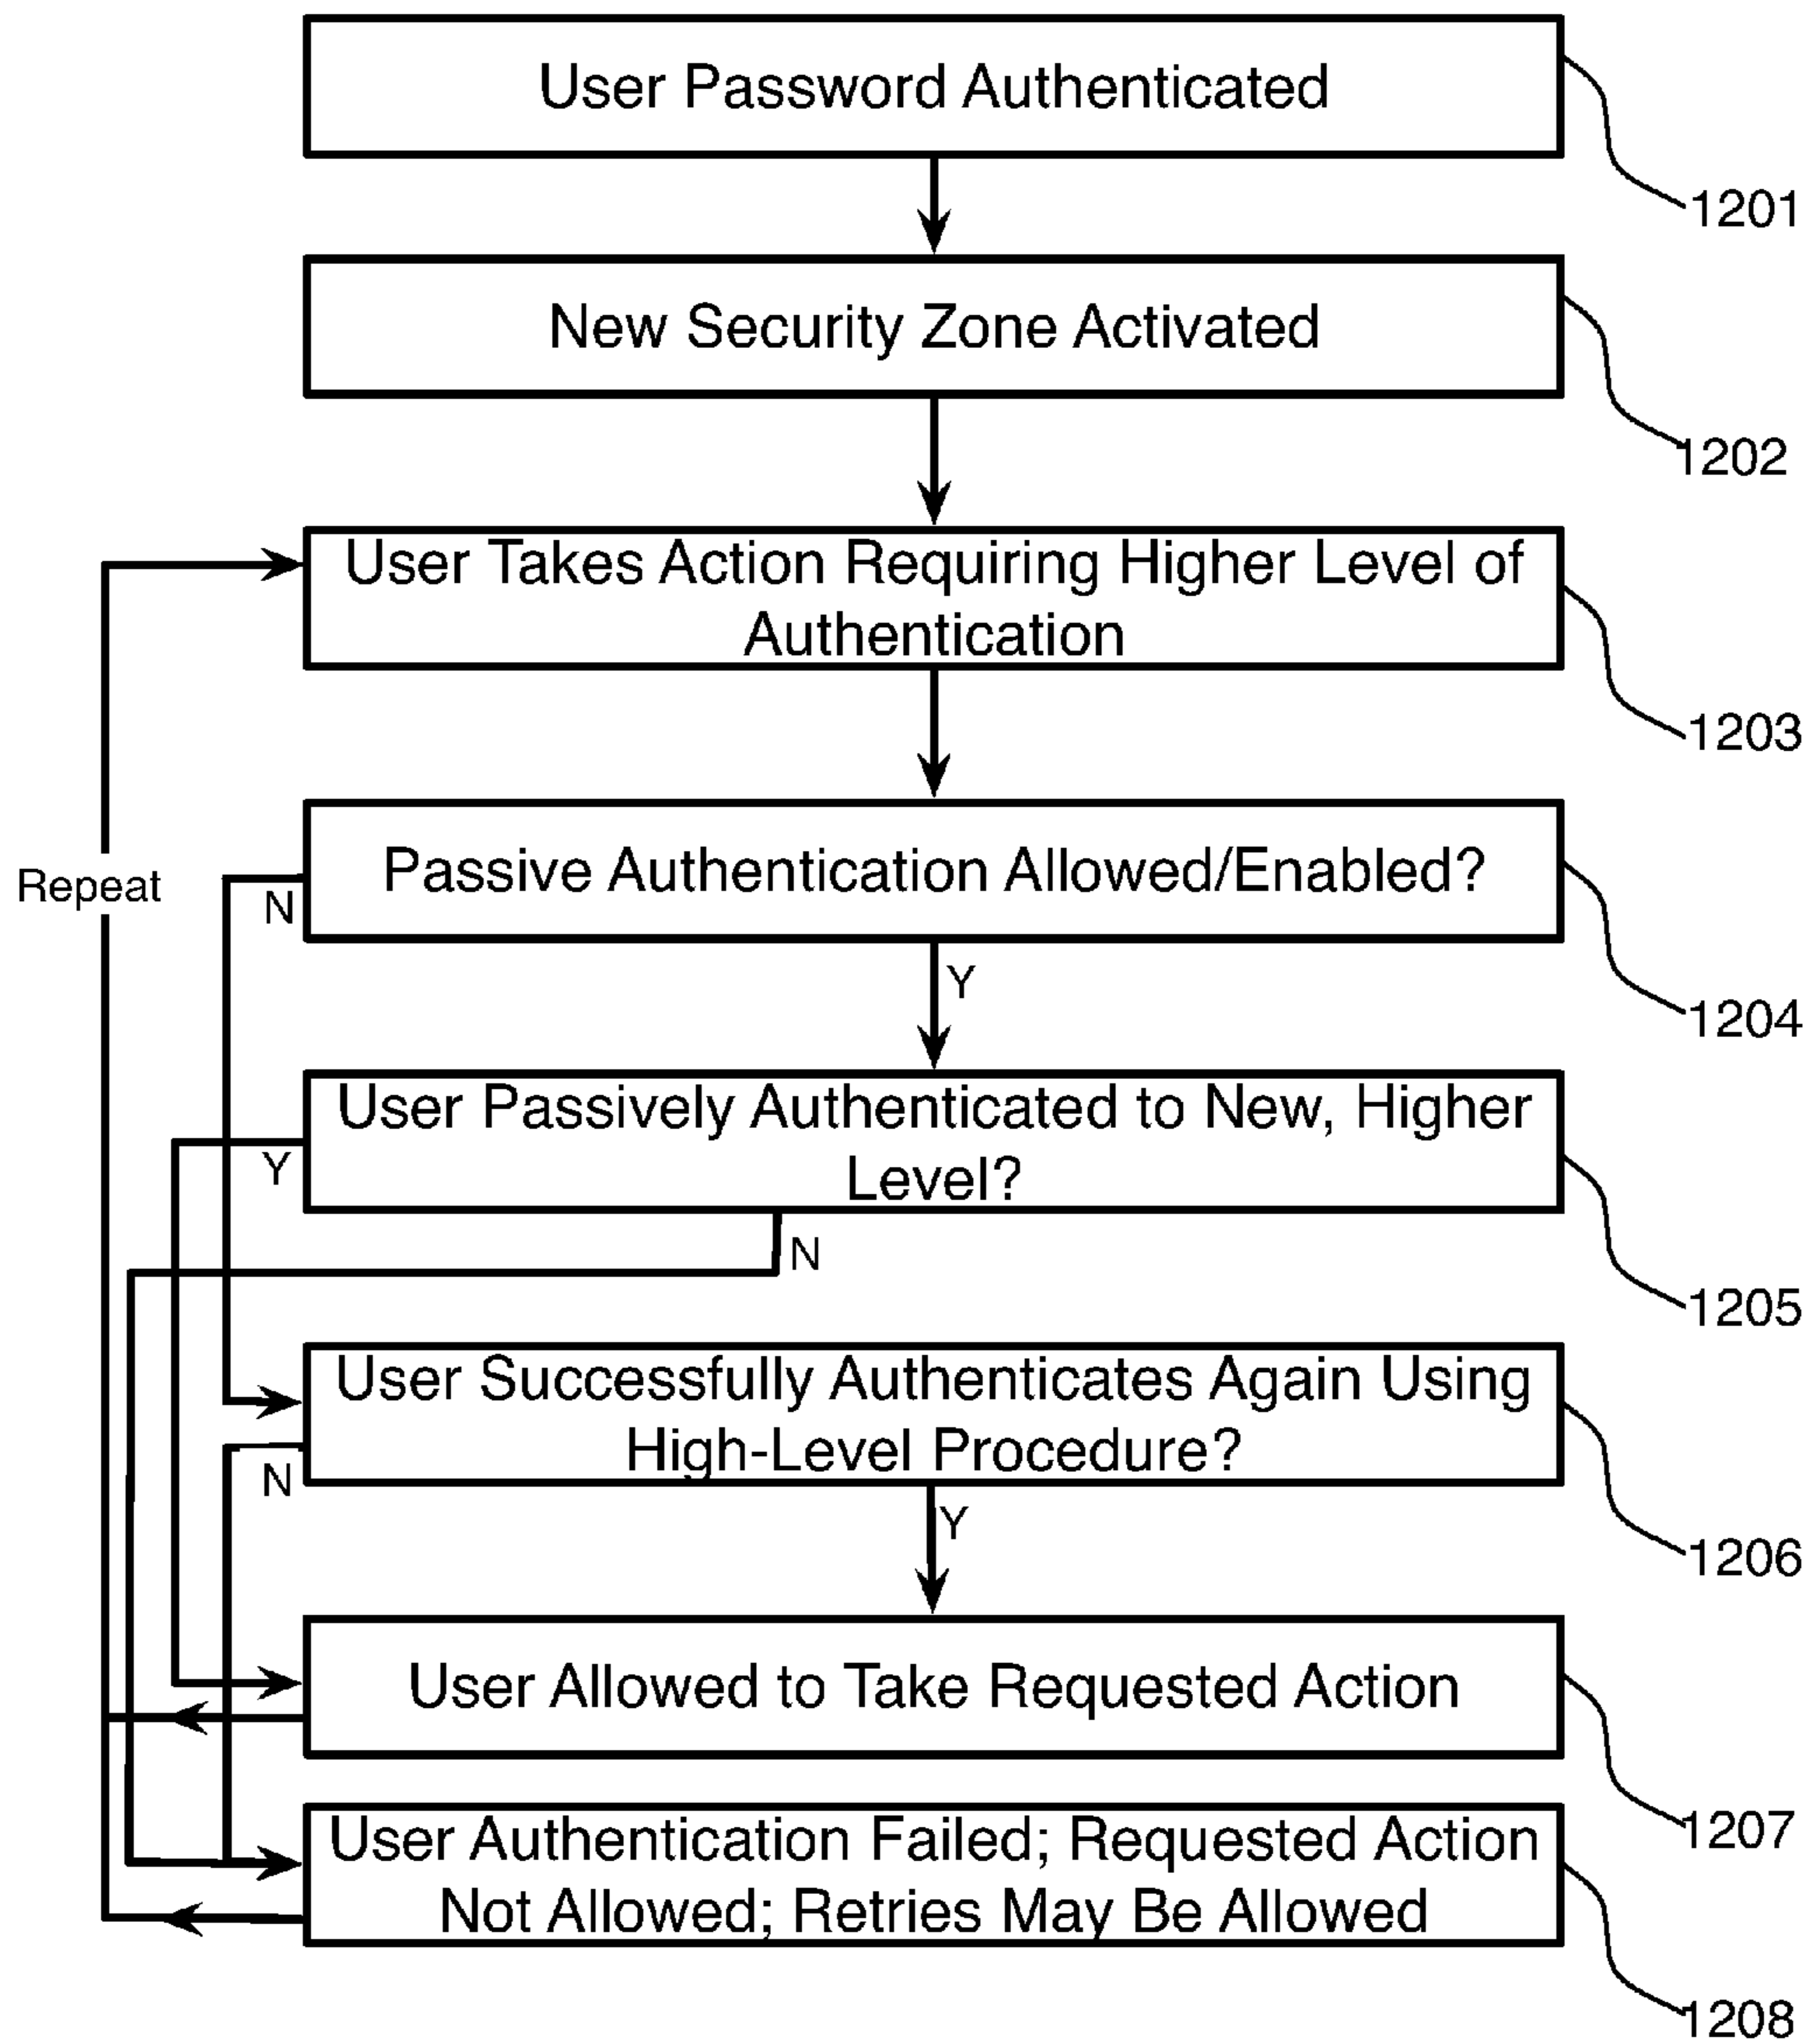 User Password Authenticated
1201
New Security Zone Activated
1202
User Takes Action Requiring Higher Level of
Authentication
1203
Passive Authentication Allowed/Enabled?
Repeat
N
Y
1204
User Passively Authenticated to New, Higher
Level?
Y
N
1205
User Successfully Authenticates Again Using
High-Level Procedure?
N
Y
1206
User Allowed to Take Requested Action
1207
User Authentication Failed; Requested Action
Not Allowed; Retries May Be Allowed
1208